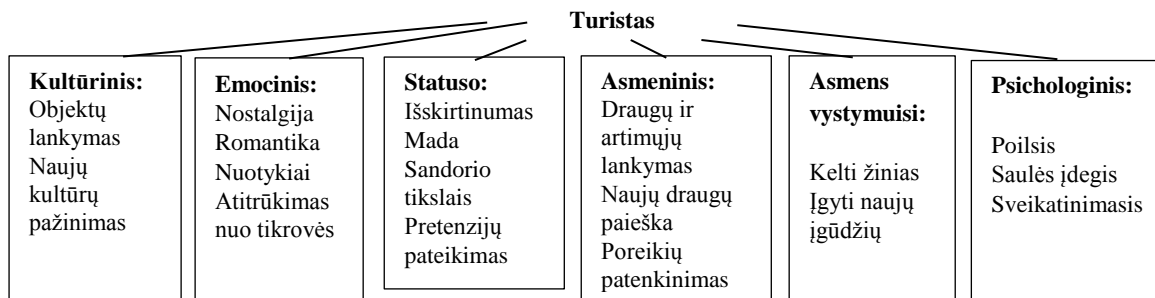 Turistas
Kultūrinis:
Objektų
lankymas
Naujų
kultūrų
pažinimas
Emocinis:
Nostalgija
Romantika
Nuotykiai
Atitrūkimas
nuo tikrovės
Statuso:
Išskirtinumas
Mada
Sandorio
tikslais
Pretenzijų
pateikimas
Asmeninis:
Draugų ir
artimųjų
lankymas
Naujų draugų
paieška
Poreikių
patenkinimas
Asmens
vystymuisi:
Kelti žinias
Įgyti naujų
įgūdžių
Psichologinis:
Poilsis
Saulės įdegis
Sveikatinimasis